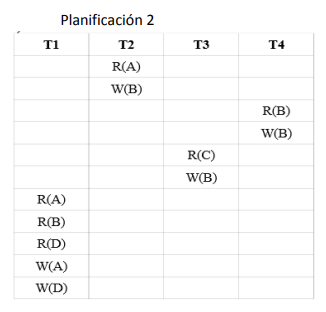 Planificación 2
T1 T2 T3 T4
R(A)
W(B)
R(B)
W(B)
R(C)
W(B)
R(A)
R(B)
R(D)
W(A)
W(D)